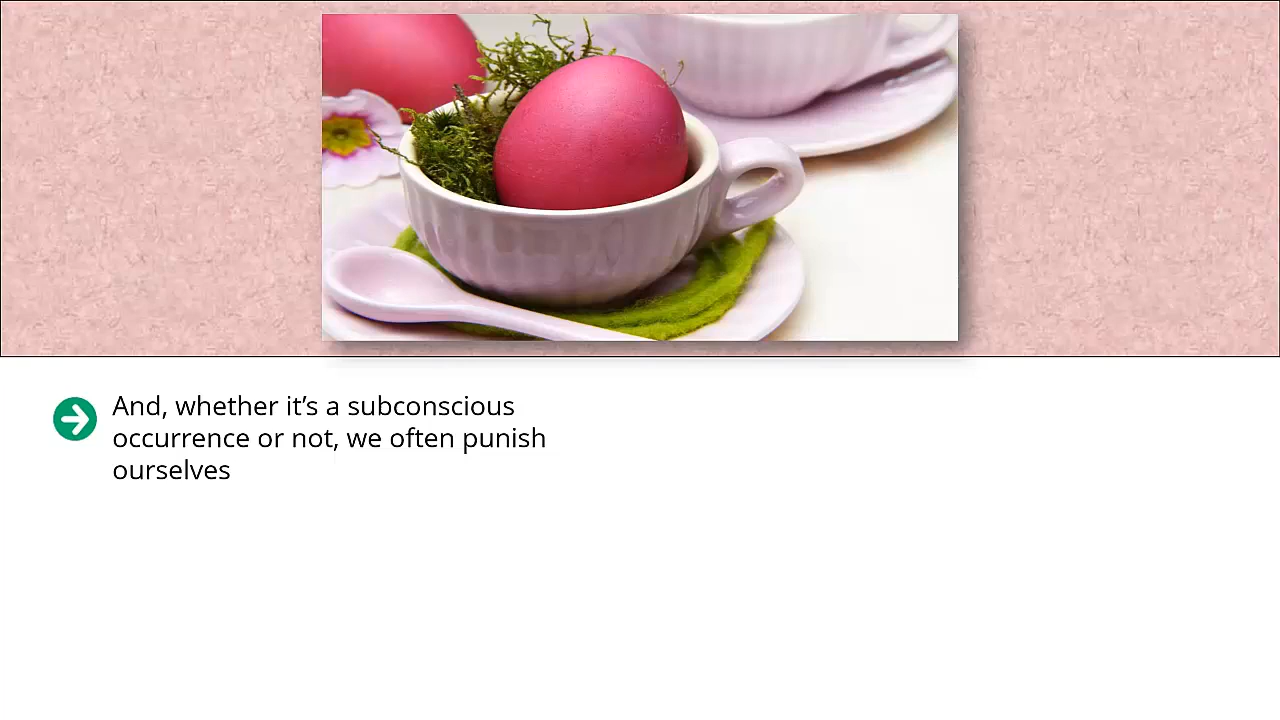 And, whether it’s a subconscious
occurrence or not, we often punish
ourselves